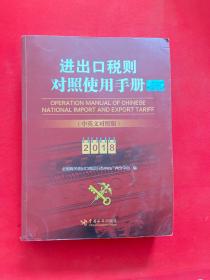 进出口税则
对照使用手册
OPERATION MANUAL OF CHINESE
NATIONAL IMPORT AND EXPORT TARIFF
（中英文对照版）
2018
编